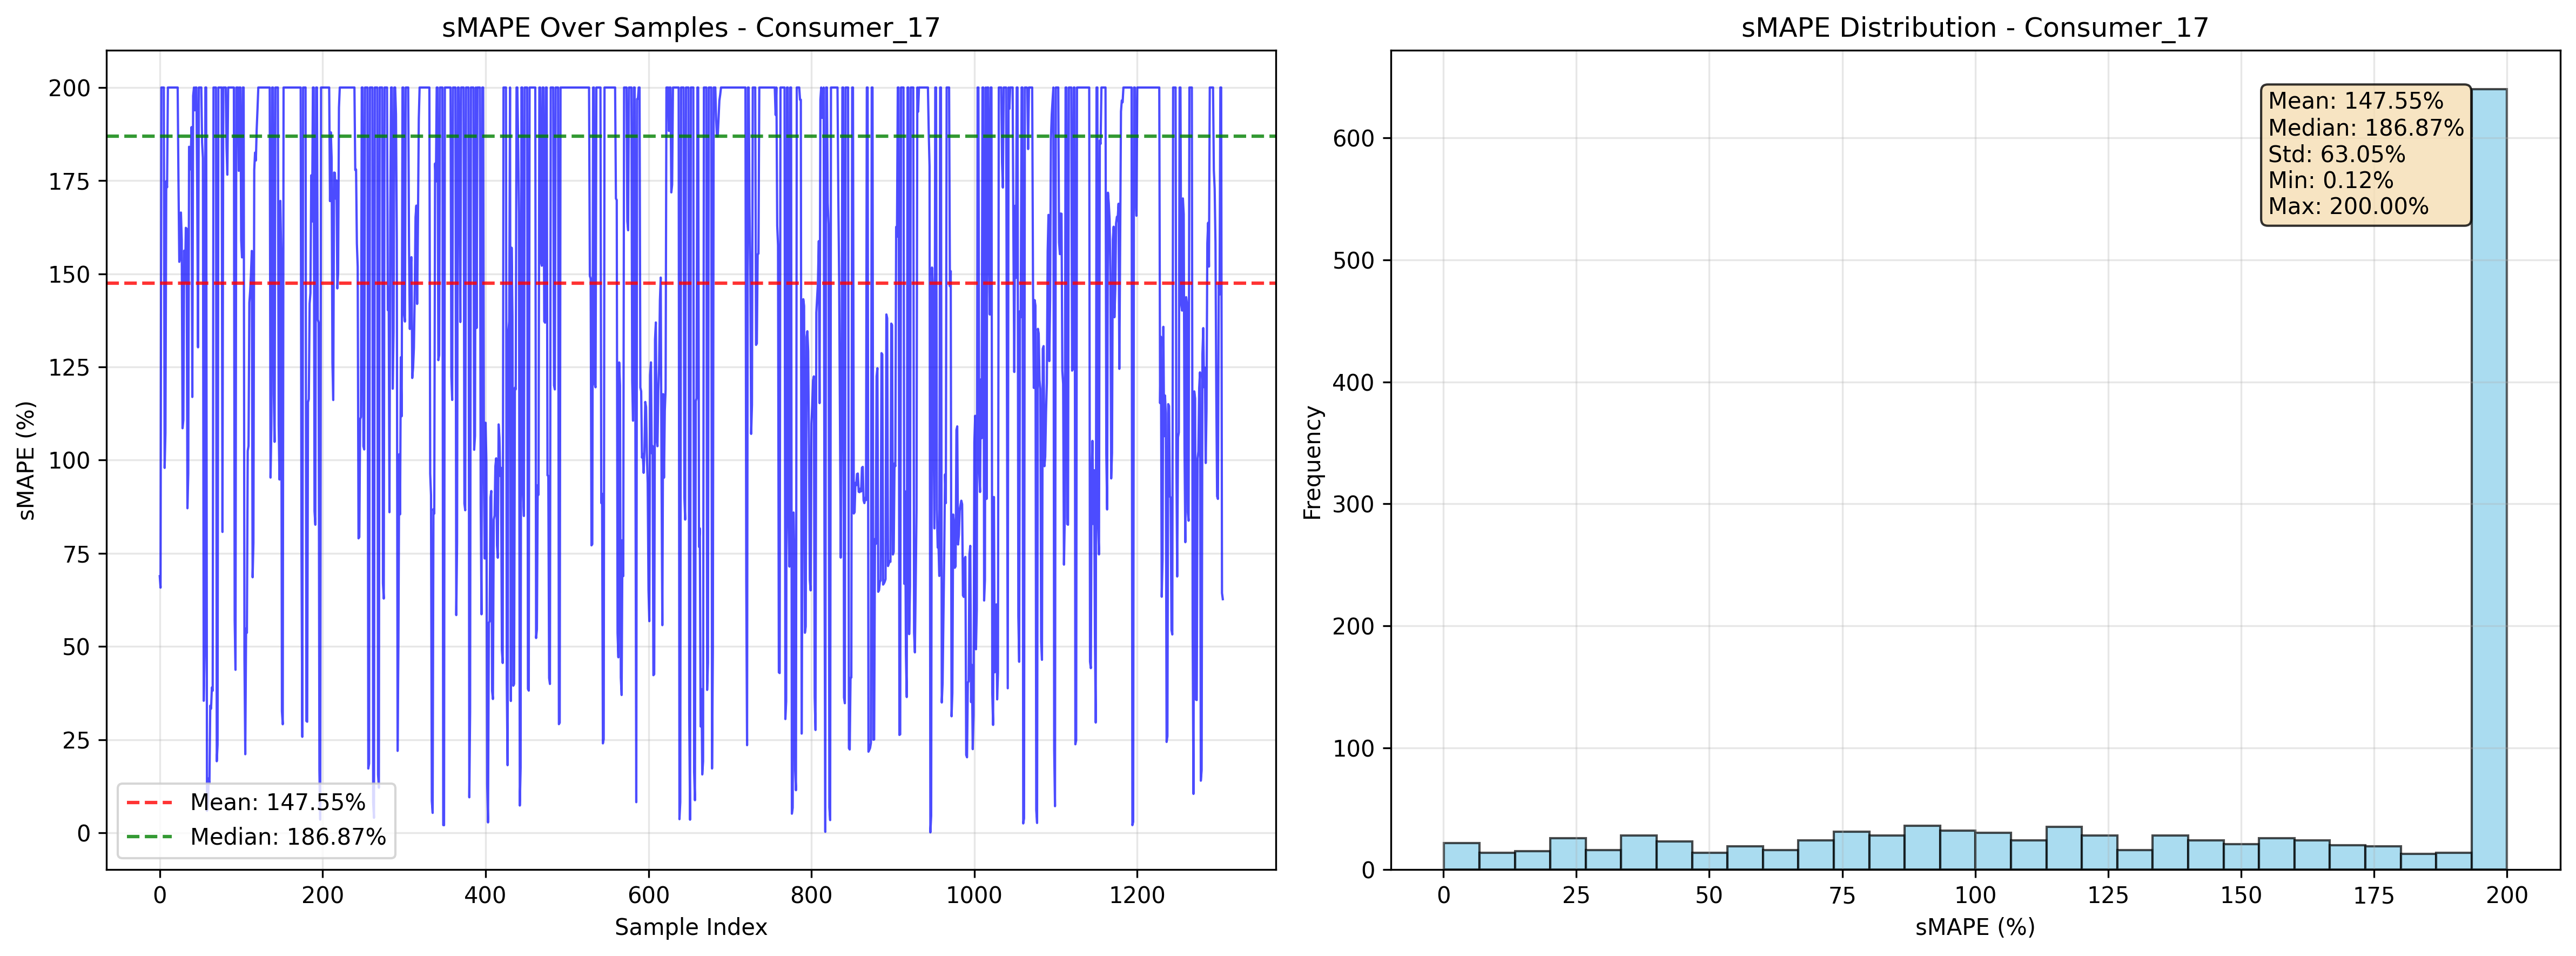 sMAPE Over Samples - Consumer_17
sMAPE (%)
200
175
150
125
100
75
50
25
0
Mean: 147.55%
Median: 186.87%
0 200 400 600 800 1000 1200
Sample Index
sMAPE Distribution - Consumer_17
Frequency
600
500
400
300
200
100
0
Mean: 147.55%
Median: 186.87%
Std: 63.05%
Min: 0.12%
Max: 200.00%
0 25 50 75 100 125 150 175 200
sMAPE (%)